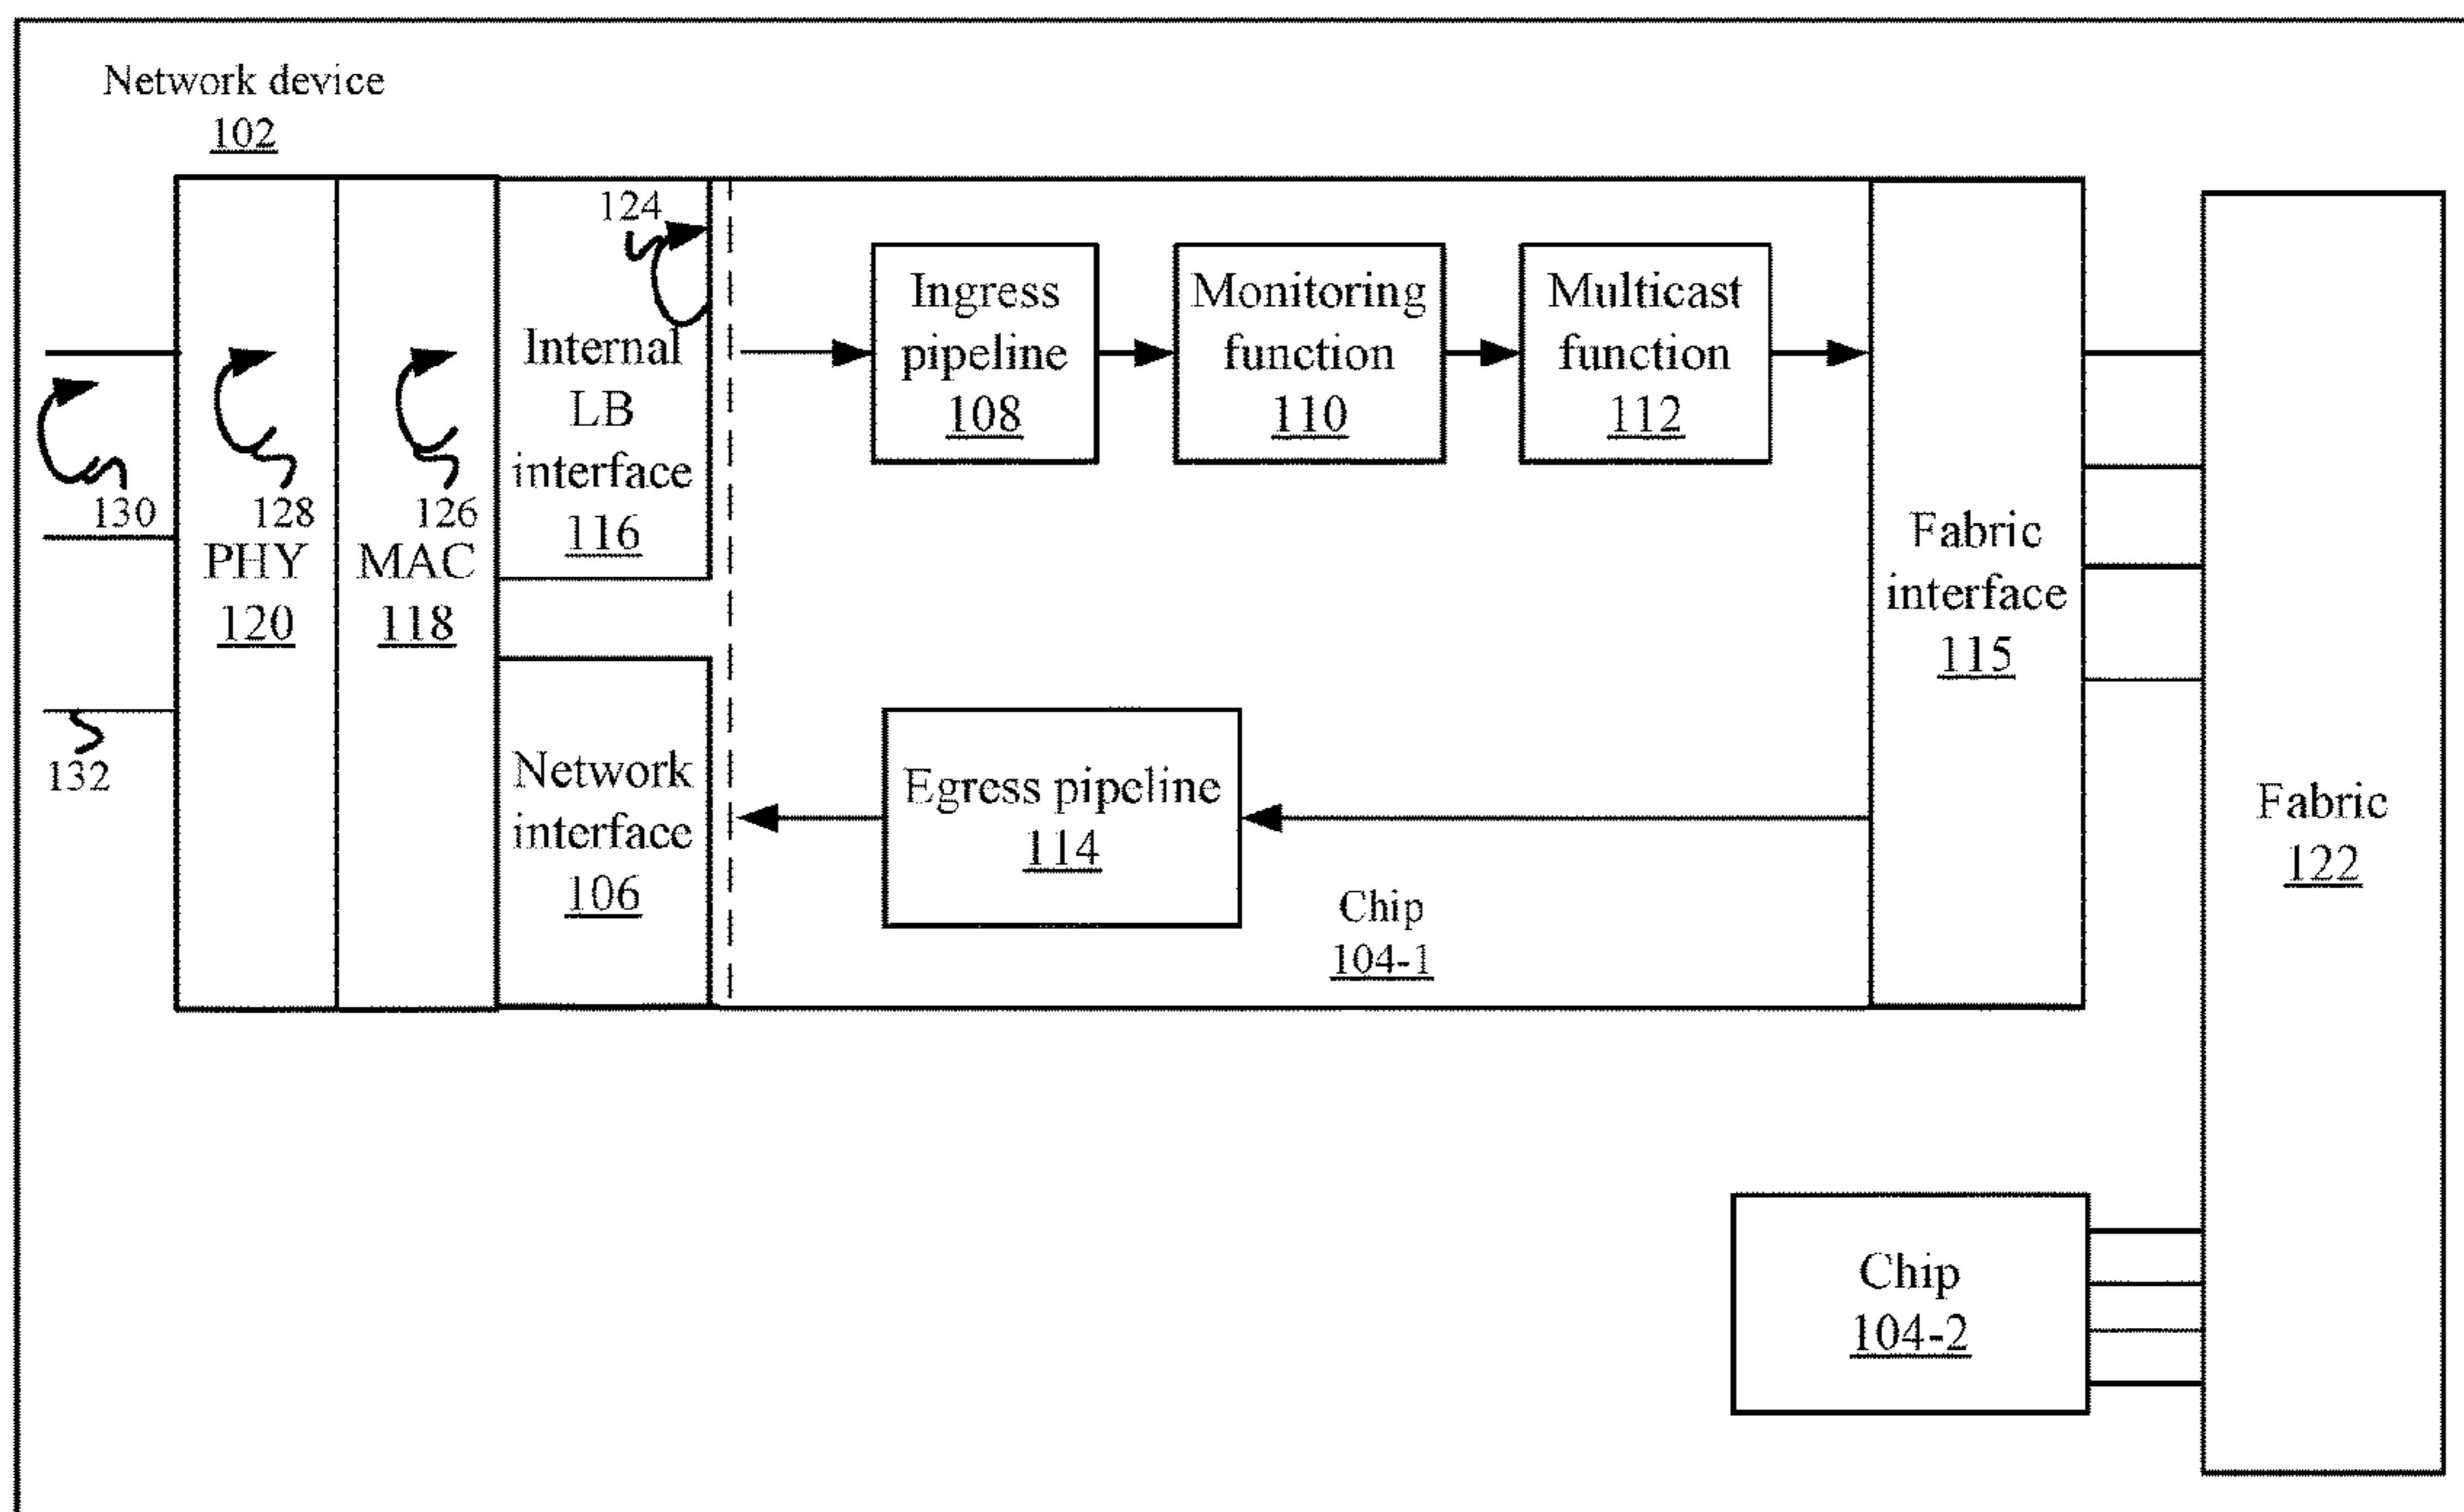 Network device
102
124
Internal
LB
interface
116
Ingress
pipeline
108
Monitoring
function
110
Multicast
function
112
130
128
126
PHY
120
MAC
118
Fabric
interface
115
132
Network
interface
106
Egress pipeline
114
Chip
104-1
Fabric
122
Chip
104-2